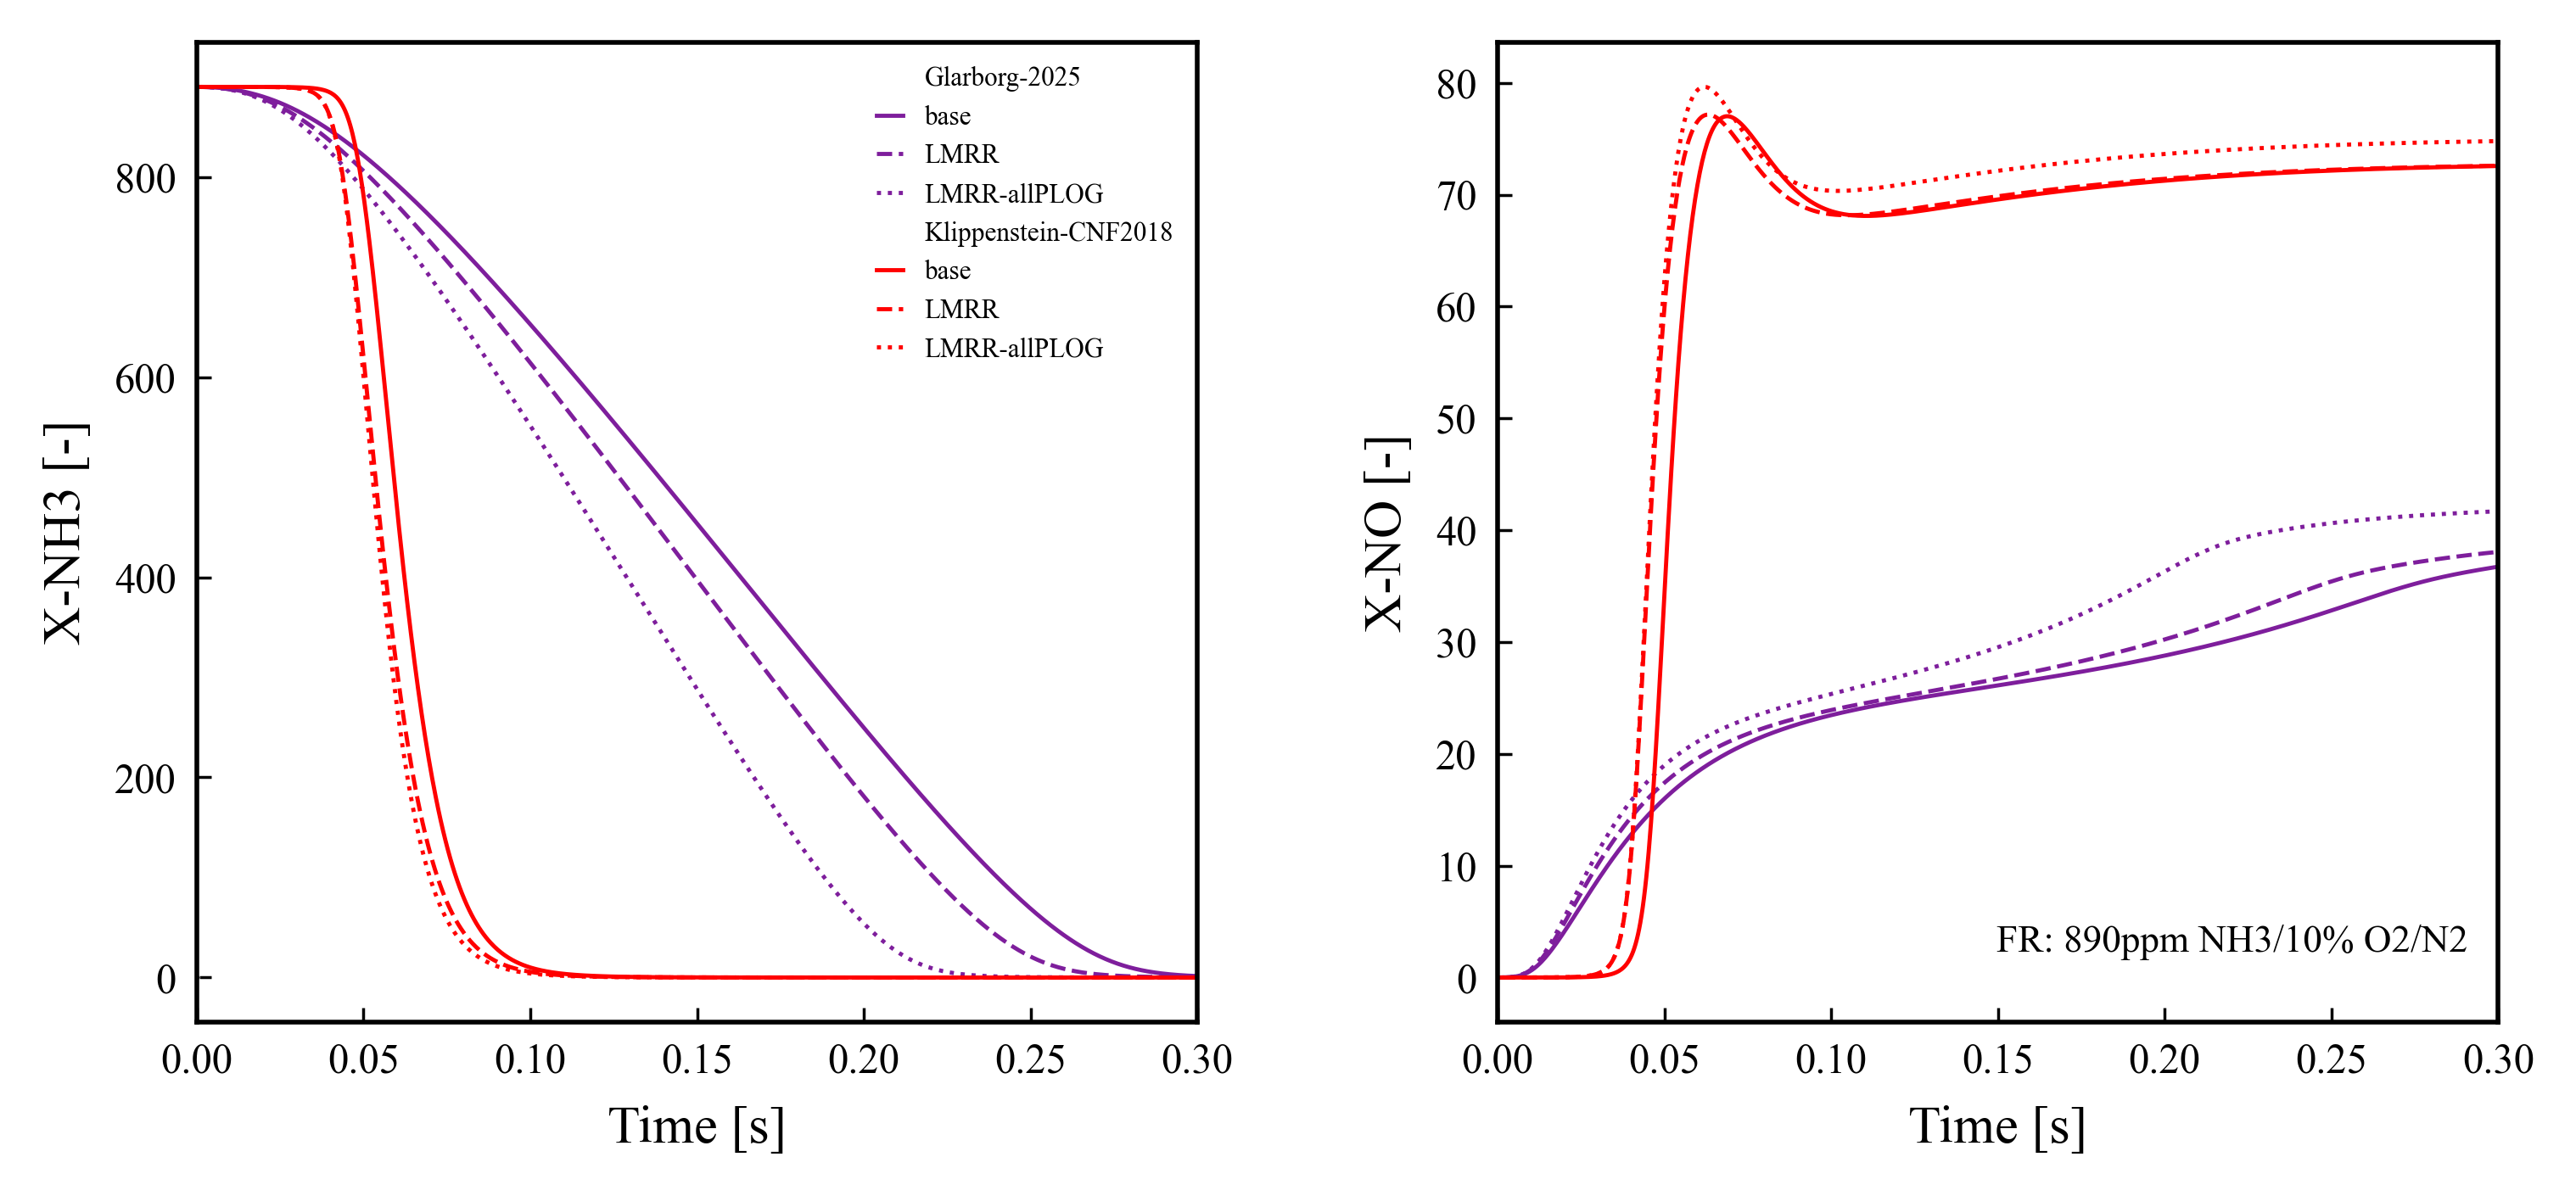 X-NH3 [-]
800
600
400
200
0
0.00 0.05 0.10 0.15 0.20 0.25 0.30
Time [s]
Glarborg-2025
base
LMRR
LMRR-allPLOG
Klippenstein-CNF2018
base
LMRR
LMRR-allPLOG
X-NO [-]
80
70
60
50
40
30
20
10
0
0.00 0.05 0.10 0.15 0.20 0.25 0.30
Time [s]
FR: 890ppm NH3/10% O2/N2